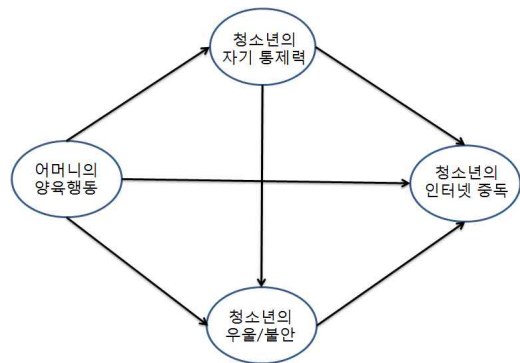 청소년의
자기 통제력
어머니의
양육행동
청소년의
인터넷 중독
청소년의
우울/불안